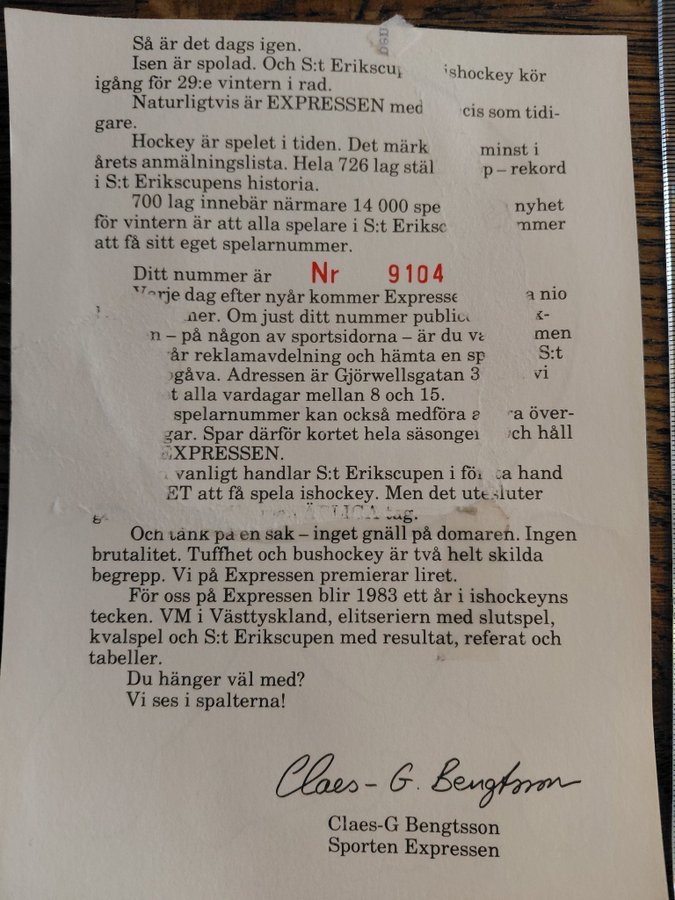 Så är det dags igen.
Isen är spolad. Och S:t Erikscup ishockey kör
igång för 29:e vintern i rad.
Naturligtvis är EXPRESSEN med cis som tidi-
gare.
Hockey är spelet i tiden. Det märk minst i
årets anmälningslista. Hela 726 lag stäl p – rekord
i S:t Erikscupens historia.
700 lag innebär närmare 14 000 spe nyhet
för vintern är att alla spelare i S:t Eriksc mmer
att få sitt eget spelarnummer.
Ditt nummer är Nr 9104
Varje dag efter nyår kommer Expresse a nio
mer. Om just ditt nummer public k-
n – på någon av sportsidorna – är du vä men
år reklamavdelning och hämta en sp S:t
gåva. Adressen är Gjörwellsgatan 3 vi
t alla vardagar mellan 8 och 15.
spelarnummer kan också medföra a ra över-
gar. Spar därför kortet hela säsongen och håll
EXPRESSEN.
vanligt handlar S:t Erikscupen i första hand
ET att få spela ishockey. Men det utesluter
tag.
Och tänk på en sak – inget gnäll på domaren. Ingen
brutalitet. Tuffhet och bushockey är två helt skilda
begrepp. Vi på Expressen premierar liret.
För oss på Expressen blir 1983 ett år i ishockeyns
tecken. VM i Västtyskland, elitseriern med slutspel,
kvalspel och S:t Erikscupen med resultat, referat och
tabeller.
Du hänger väl med?
Vi ses i spalterna!
Claes-G. Bengtsson
Claes-G Bengtsson
Sporten Expressen